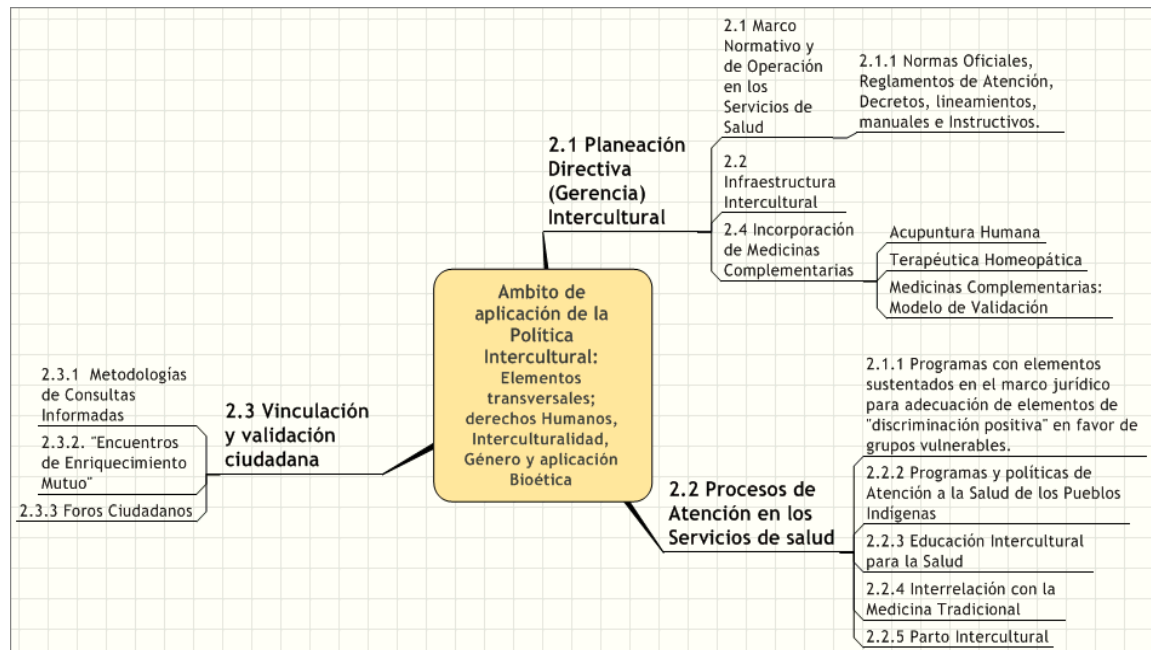 2.1 Marco
Normativo y
de Operación
en los
Servicios de
Salud
2.1.1 Normas Oficiales,
Reglamentos de Atención,
Decretos, lineamientos,
manuales e Instructivos.
2.1 Planeación
Directiva
(Gerencia)
Intercultural
2.2
Infraestructura
Intercultural
2.4 Incorporación
de Medicinas
Complementarias
Acupuntura Humana
Terapéutica Homeopática
Medicinas Complementarias:
Modelo de Validación
Ambito de
aplicación de la
Política
Intercultural:
Elementos
transversales;
derechos Humanos,
Interculturalidad,
Género y aplicación
Bioética
2.3.1 Metodologías
de Consultas
Informadas
2.3.2. "Encuentros
de Enriquecimiento
Mutuo"
2.3.3 Foros Ciudadanos
2.3 Vinculación
y validación
ciudadana
2.2 Procesos de
Atención en los
Servicios de salud
2.1.1 Programas con elementos
sustentados en el marco jurídico
para adecuación de elementos de
"discriminación positiva" en favor de
grupos vulnerables.
2.2.2 Programas y políticas de
Atención a la Salud de los Pueblos
Indígenas
2.2.3 Educación Intercultural
para la Salud
2.2.4 Interrelación con la
Medicina Tradicional
2.2.5 Parto Intercultural